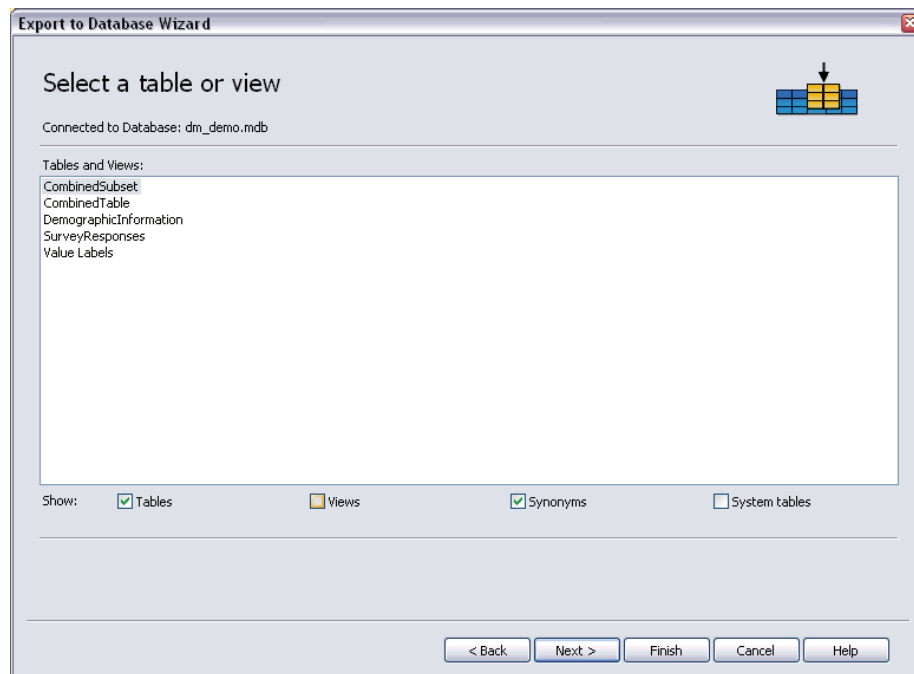 Export to Database Wizard
Select a table or view
Connected to Database: dm_demo.mdb
Tables and Views:
CombinedSubset
CombinedTable
DemographicInformation
SurveyResponses
Value Labels
Show: Tables Views Synonyms System tables
< Back Next > Finish Cancel Help